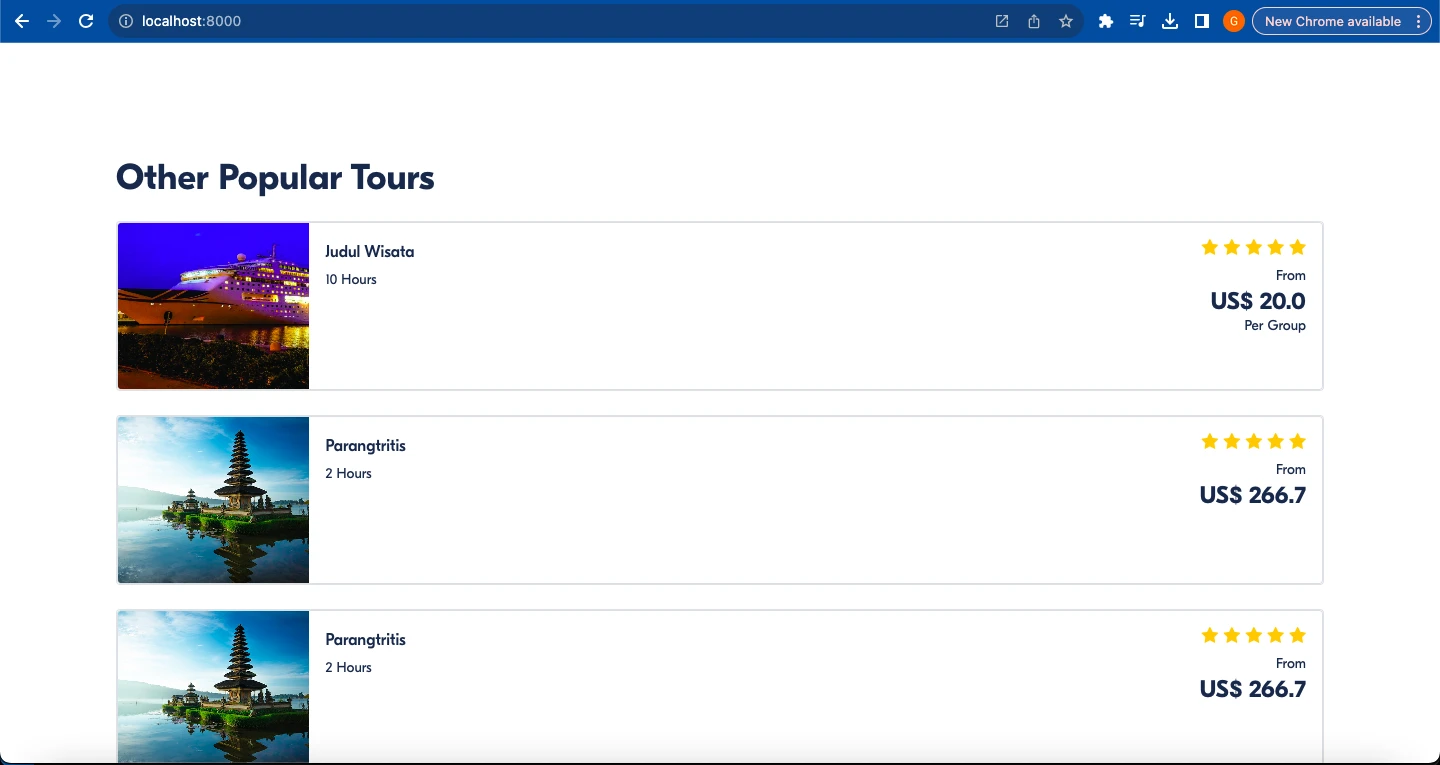 localhost:8000
G
New Chrome available
Other Popular Tours
Judul Wisata
10 Hours
From
US$ 20.0
Per Group
Parangtritis
2 Hours
From
US$ 266.7
Parangtritis
2 Hours
From
US$ 266.7